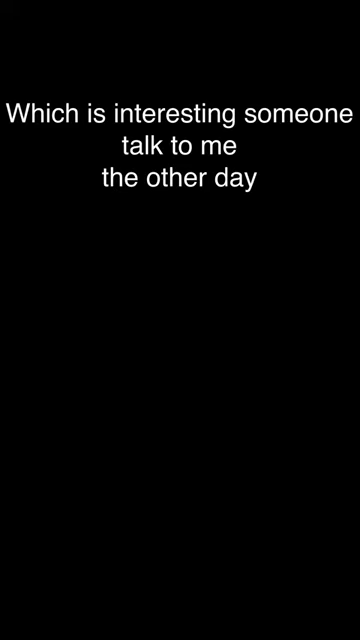 Which is interesting someone
talk to me
the other day